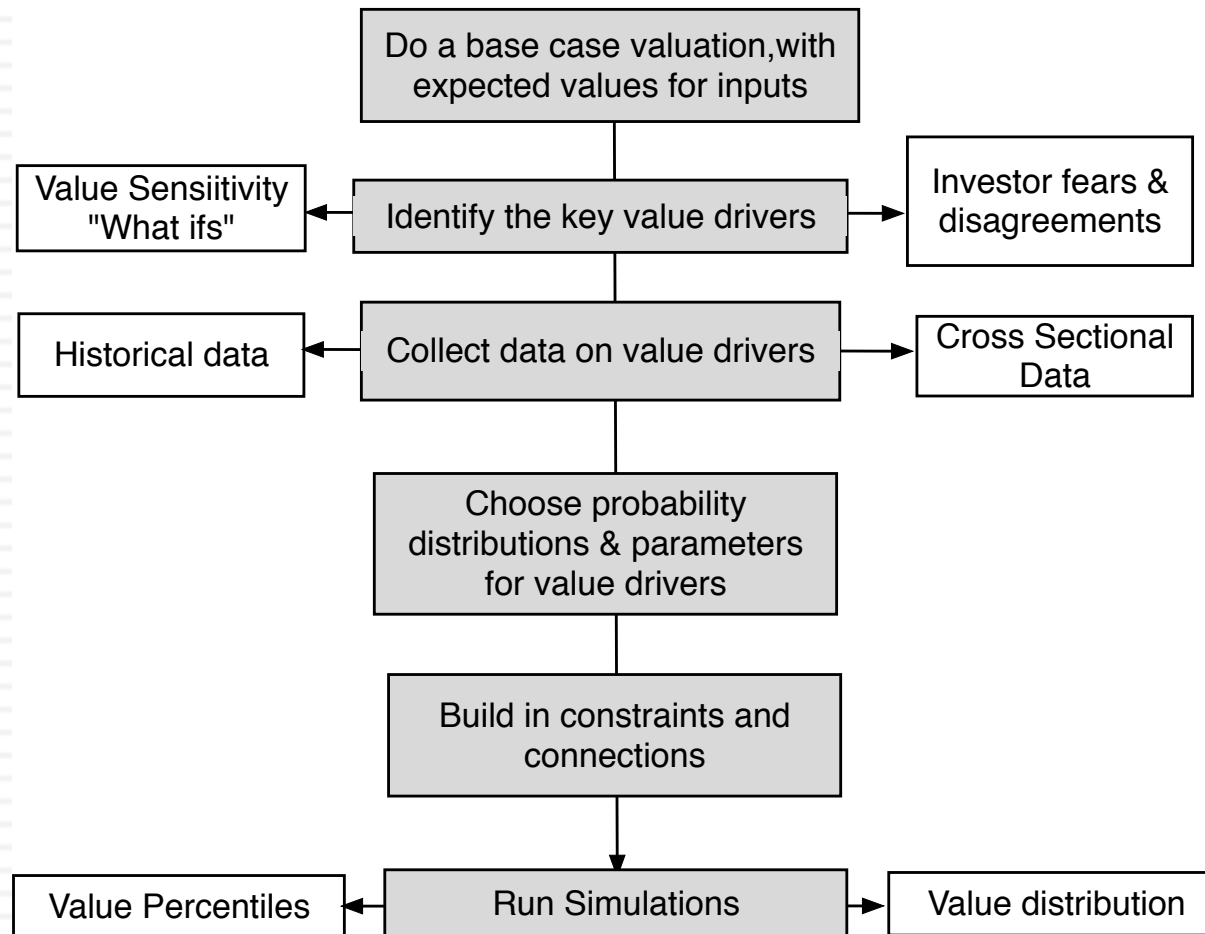 Do a base case valuation,with
expected values for inputs
Value Sensiitivity
"What ifs"
Identify the key value drivers
Investor fears &
disagreements
Historical data
Collect data on value drivers
Cross Sectional
Data
Choose probability
distributions & parameters
for value drivers
Build in constraints and
connections
Value Percentiles
Run Simulations
Value distribution